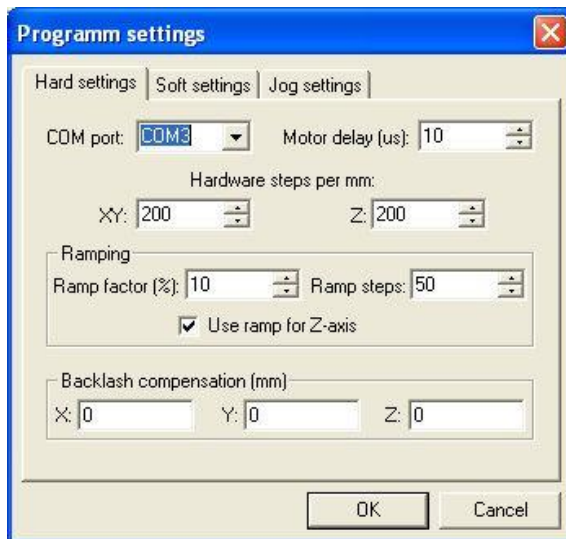 Programm settings
Hard settings Soft settings Jog settings
COM port: COM3 Motor delay (us): 10
Hardware steps per mm:
XY: 200 Z: 200
Ramping
Ramp factor (%): 10 Ramp steps: 50
Use ramp for Z-axis
Backlash compensation (mm)
X: 0 Y: 0 Z: 0
OK Cancel